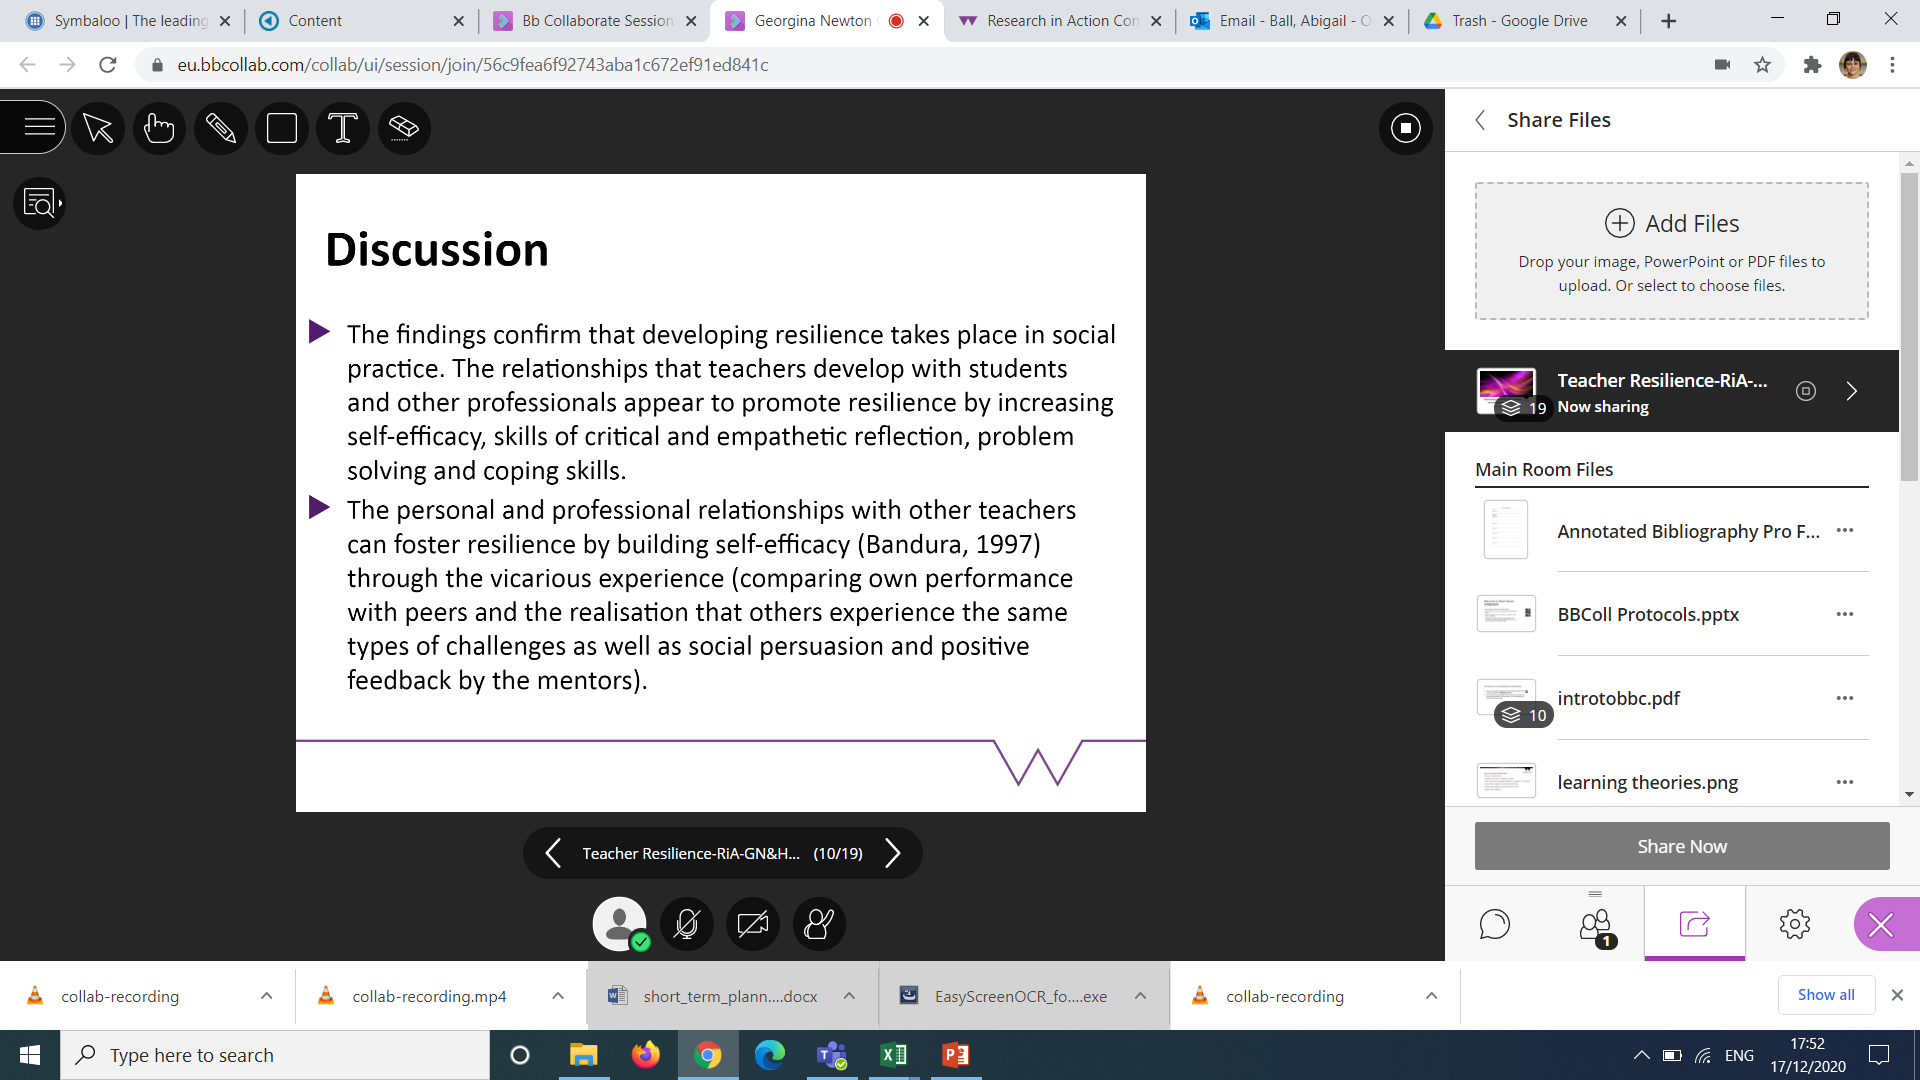 Symbaloo | The leading
Content
Bb Collaborate Session
Georgina Newton
Research in Action Con
Email - Ball, Abigail - O
Trash - Google Drive
eu.bbcollab.com/collab/ui/session/join/56c9fea6f92743aba1c672ef91ed841c
Share Files
Add Files
Drop your image, PowerPoint or PDF files to
upload. Or select to choose files.
Discussion
The findings confirm that developing resilience takes place in social
practice. The relationships that teachers develop with students
and other professionals appear to promote resilience by increasing
self-efficacy, skills of critical and empathetic reflection, problem
solving and coping skills.
The personal and professional relationships with other teachers
can foster resilience by building self-efficacy (Bandura, 1997)
through the vicarious experience (comparing own performance
with peers and the realisation that others experience the same
types of challenges as well as social persuasion and positive
feedback by the mentors).
Teacher Resilience-RiA-GN&H... (10/19)
Teacher Resilience-RiA-...
19
Now sharing
Main Room Files
Annotated Bibliography Pro F...
BBColl Protocols.pptx
introtobbc.pdf
10
learning theories.png
Share Now
1
collab-recording
collab-recording.mp4
short_term_plann....docx
EasyScreenOCR_fo....exe
collab-recording
Show all
Type here to search
ENG
17:52
17/12/2020